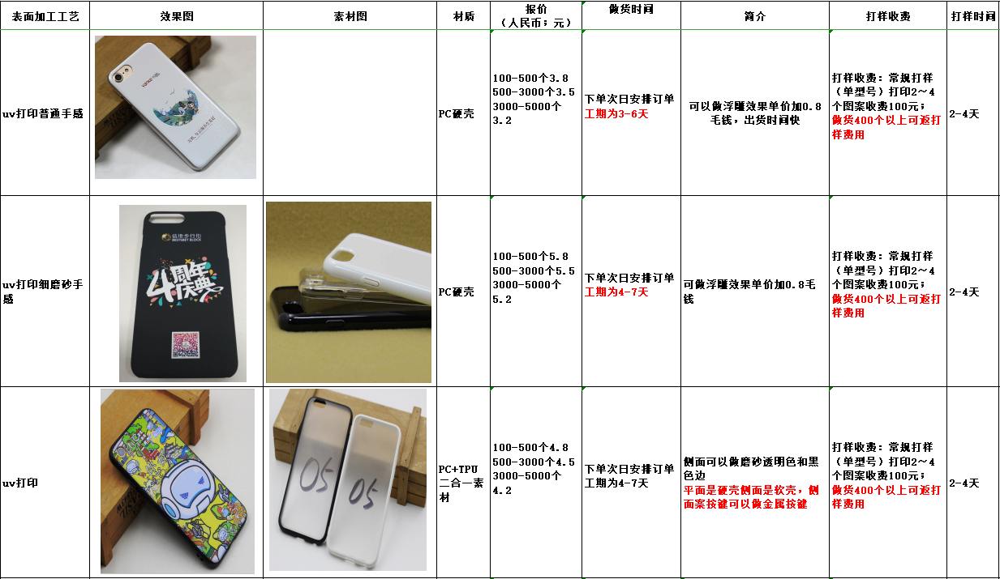 表面加工工艺
效果图
素材图
材质
报价
（人民币；元）
做货时间
简介
打样收费
打样时间
uv打印普通手感
PC硬壳
100-500个3.8
500-3000个3.5
3000-5000个
3.2
下单次日安排订单
工期为3-6天
可以做浮雕效果单价加0.8
毛钱，出货时间快
打样收费：常规打样
（单型号）打印2～4
个图案收费100元；
做货400个以上可返打
样费用
2-4天
uv打印细磨砂手
感
4周年
庆典
PC硬壳
100-500个5.8
500-3000个5.5
3000-5000个
5.2
下单次日安排订单
工期为4-7天
可做浮雕效果单价加0.8毛
钱
打样收费：常规打样
（单型号）打印2～4
个图案收费100元；
做货400个以上可返打
样费用
2-4天
uv打印
05
05
PC+TPU
二合一素
材
100-500个4.8
500-3000个4.5
3000-5000个
4.2
下单次日安排订单
工期为4-7天
侧面可以做磨砂透明色和黑
色边
平面是硬壳侧面是软壳，侧
面案按键可以做金属按键
打样收费：常规打样
（单型号）打印2～4
个图案收费100元；
做货400个以上可返打
样费用
2-4天